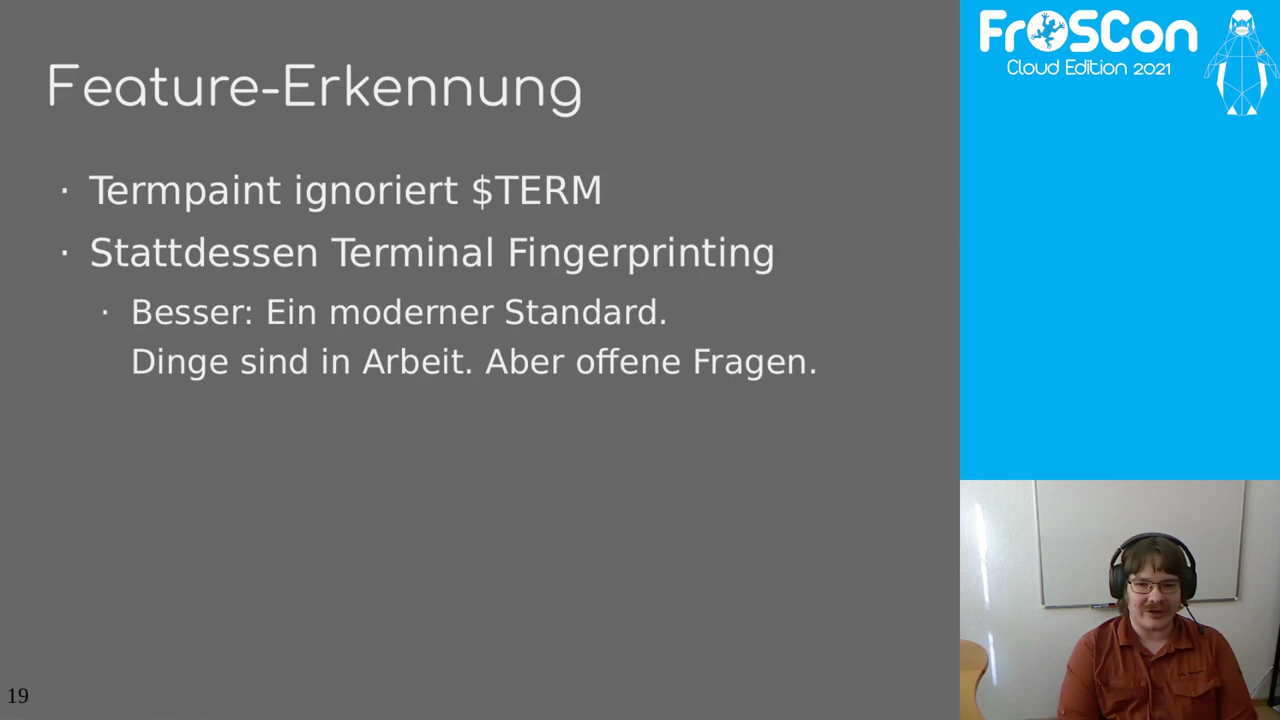 Feature-Erkennung
· Termpaint ignoriert $TERM
· Stattdessen Terminal Fingerprinting
· Besser: Ein moderner Standard.
Dinge sind in Arbeit. Aber offene Fragen.
19
FrOSCon
Cloud Edition 2021